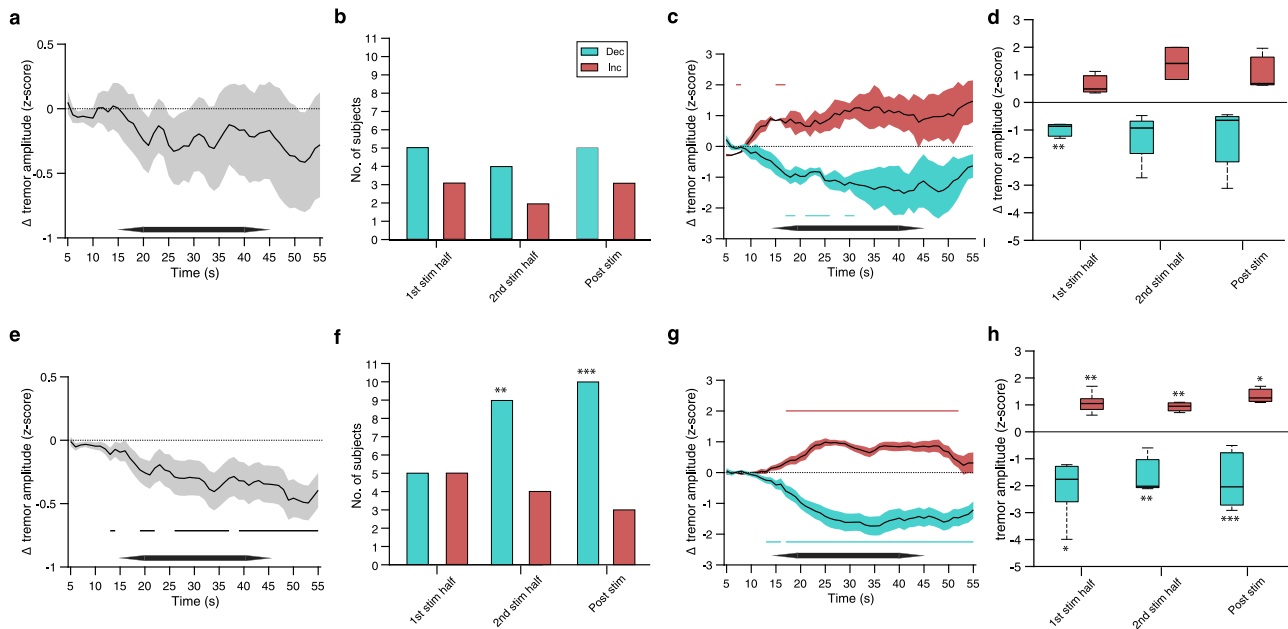 a
Δ tremor amplitude (z-score)
0.5
0
-0.5
-1
5 10 15 20 25 30 35 40 45 50 55
Time (s)
b
No. of subjects
11
10
9
8
7
6
5
4
3
2
1
0
Dec
Inc
1st stim half
2nd stim half
Post stim
c
Δ tremor amplitude (z-score)
3
2
1
0
-1
-2
-3
5 10 15 20 25 30 35 40 45 50 55
Time (s)
d
Δ tremor amplitude (z-score)
3
2
1
0
-1
-2
-3
-4
-5
**
1st stim half
2nd stim half
Post stim
e
Δ tremor amplitude (z-score)
0.5
0
-0.5
-1
5 10 15 20 25 30 35 40 45 50 55
Time (s)
f
No. of subjects
11
10
9
8
7
6
5
4
3
2
1
0
**
***
1st stim half
2nd stim half
Post stim
g
Δ tremor amplitude (z-score)
3
2
1
0
-1
-2
-3
5 10 15 20 25 30 35 40 45 50 55
Time (s)
h
tremor amplitude (z-score)
3
2
1
0
-1
-2
-3
-4
-5
**
**
*
*
**
***
1st stim half
2nd stim half
Post stim